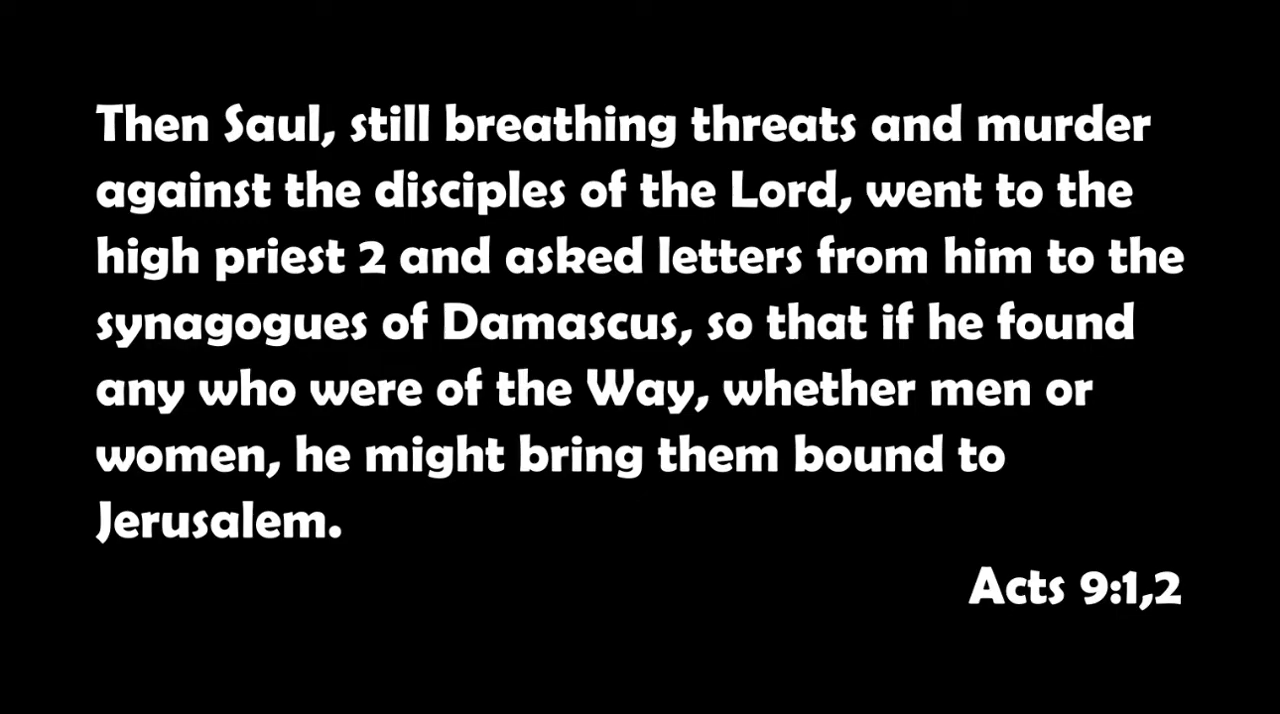 Then Saul, still breathing threats and murder
against the disciples of the Lord, went to the
high priest 2 and asked letters from him to the
synagogues of Damascus, so that if he found
any who were of the Way, whether men or
women, he might bring them bound to
Jerusalem.
Acts 9:1,2